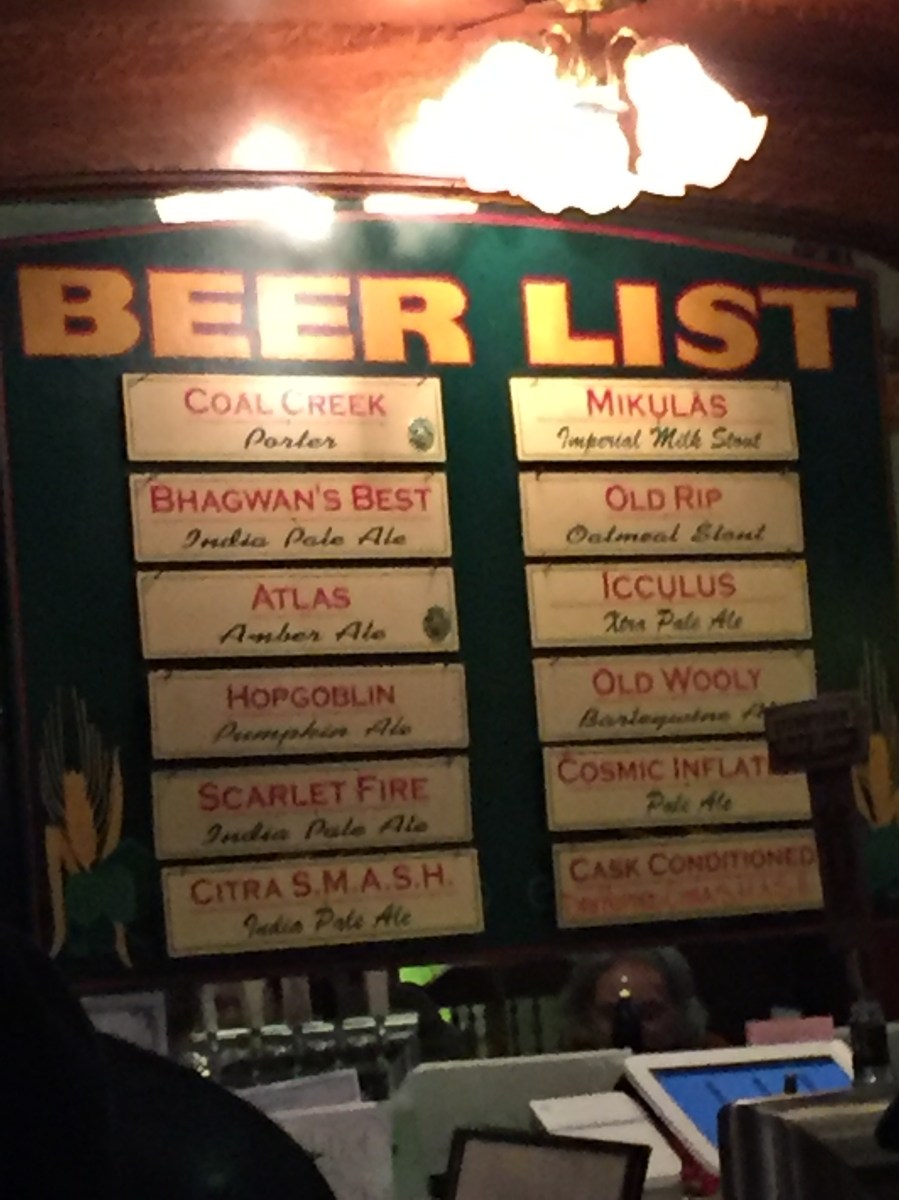 BEER LIST
COAL CREEK
Porter
BHAGWAN'S BEST
India Pale Ale
ATLAS
Amber Ale
HOPGOBLIN
Pumpkin Ale
SCARLET FIRE
India Pale Ale
CITRA S.M.A.S.H.
India Pale Ale
MIKULÁS
Imperial Milk Stout
OLD RIP
Oatmeal Stout
ICCULUS
Xtra Pale Ale
OLD WOOLY
Barleywine
COSMIC
Pale Ale
CASK CONDITIONED